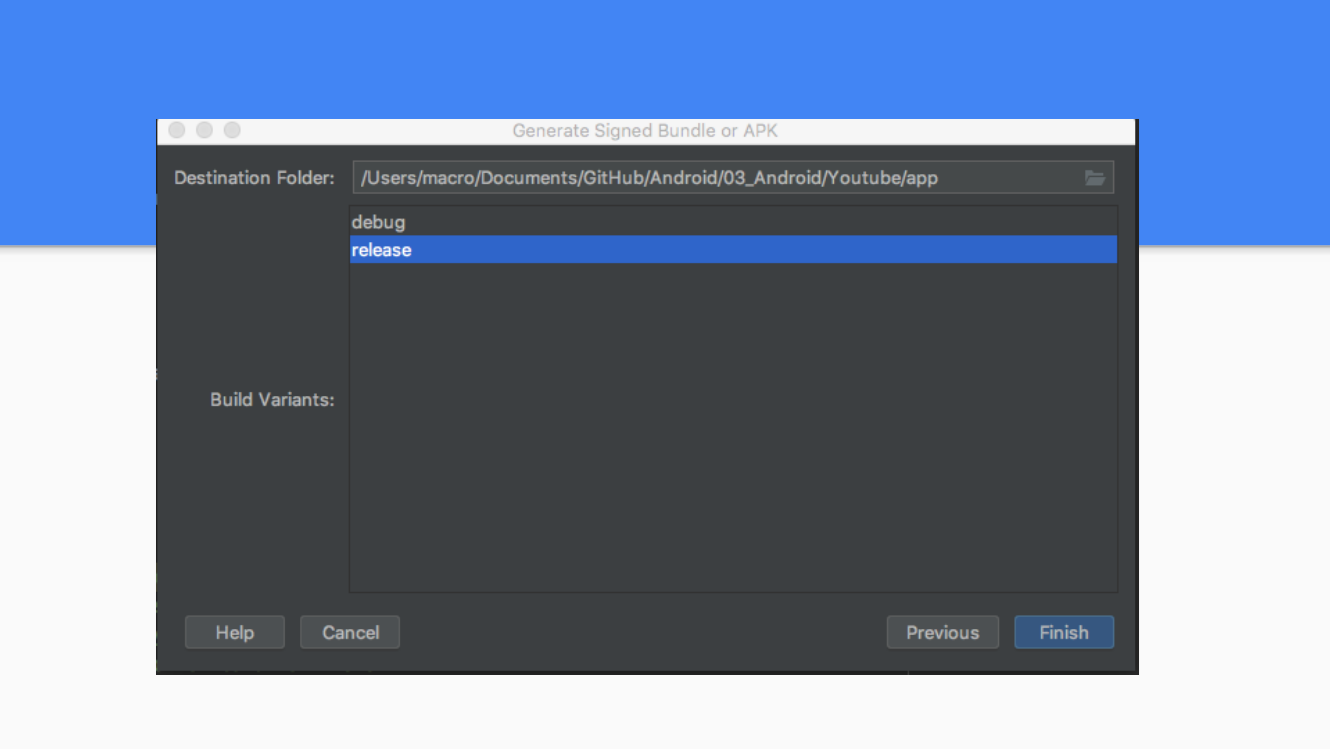 Generate Signed Bundle or APK
Destination Folder: /Users/macro/Documents/GitHub/Android/03_Android/Youtube/app
debug
release
Build Variants:
Help Cancel Previous Finish